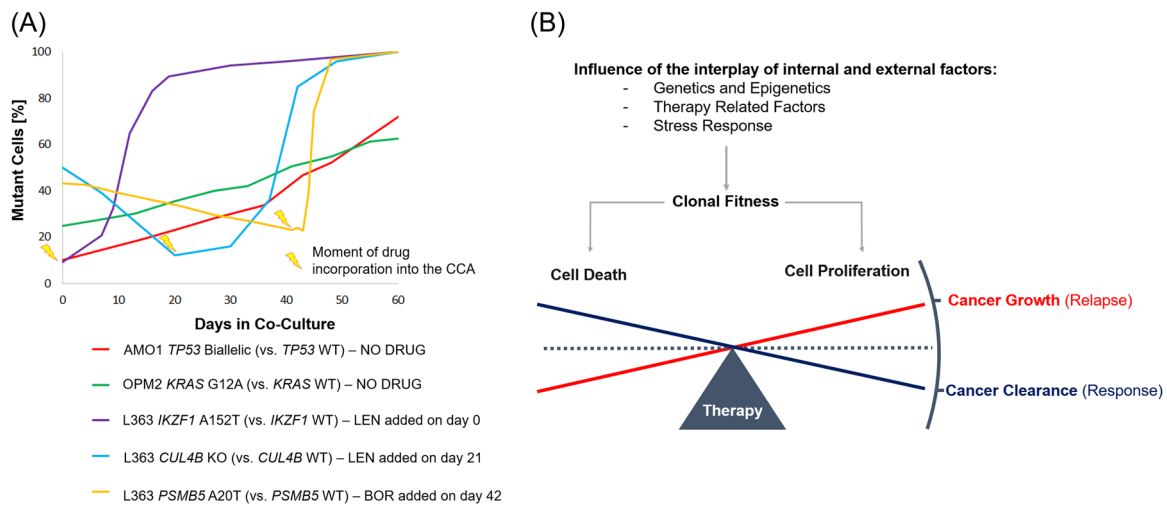 (A)
Mutant Cells [%]
100
80
60
40
20
0
0 10 20 30 40 50 60
Days in Co-Culture
Moment of drug
incorporation into the CCA
AMO1 TP53 Biallelic (vs. TP53 WT) – NO DRUG
OPM2 KRAS G12A (vs. KRAS WT) – NO DRUG
L363 IKZF1 A152T (vs. IKZF1 WT) – LEN added on day 0
L363 CUL4B KO (vs. CUL4B WT) – LEN added on day 21
L363 PSMB5 A20T (vs. PSMB5 WT) – BOR added on day 42
(B)
Influence of the interplay of internal and external factors:
- Genetics and Epigenetics
- Therapy Related Factors
- Stress Response
Clonal Fitness
Cell Death
Cell Proliferation
Cancer Growth (Relapse)
Cancer Clearance (Response)
Therapy